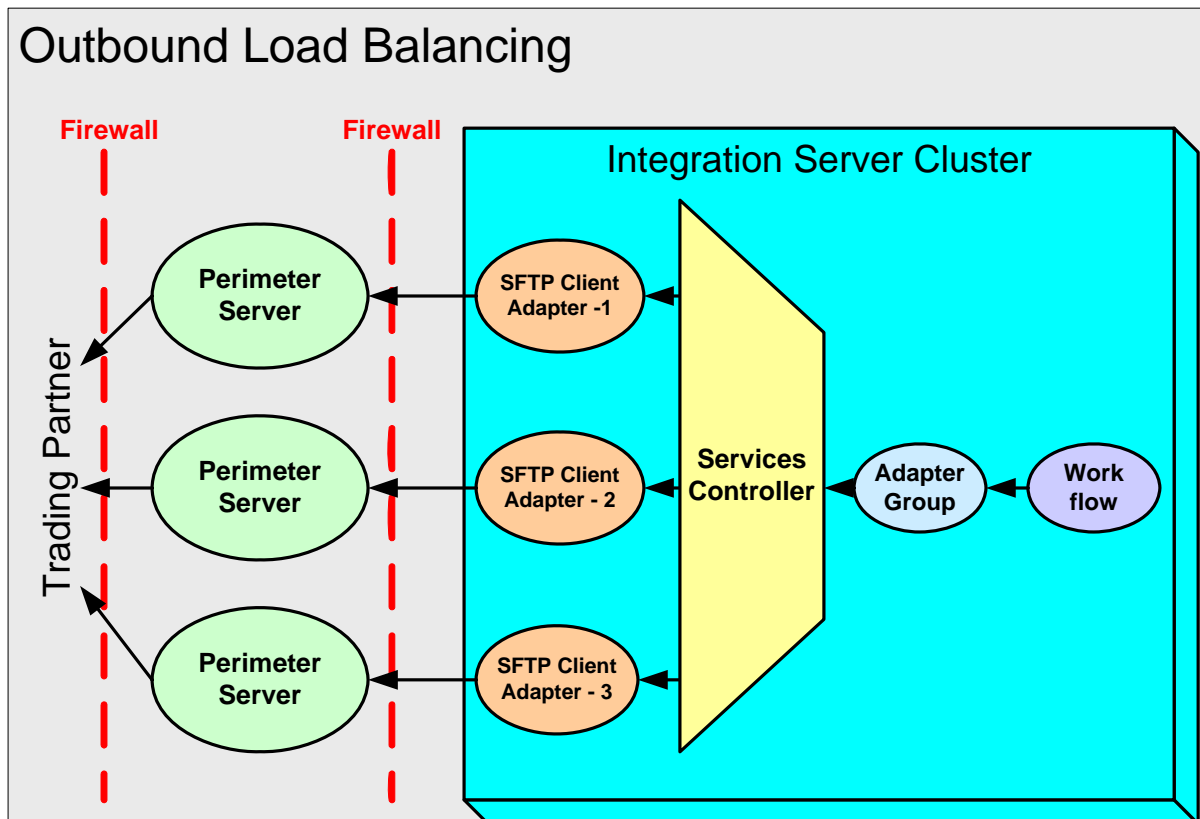 Outbound Load Balancing
Firewall
Firewall
Integration Server Cluster
Perimeter
Server
SFTP Client
Adapter -1
Trading Partner
Perimeter
Server
SFTP Client
Adapter - 2
Services
Controller
Adapter
Group
Work
flow
Perimeter
Server
SFTP Client
Adapter - 3